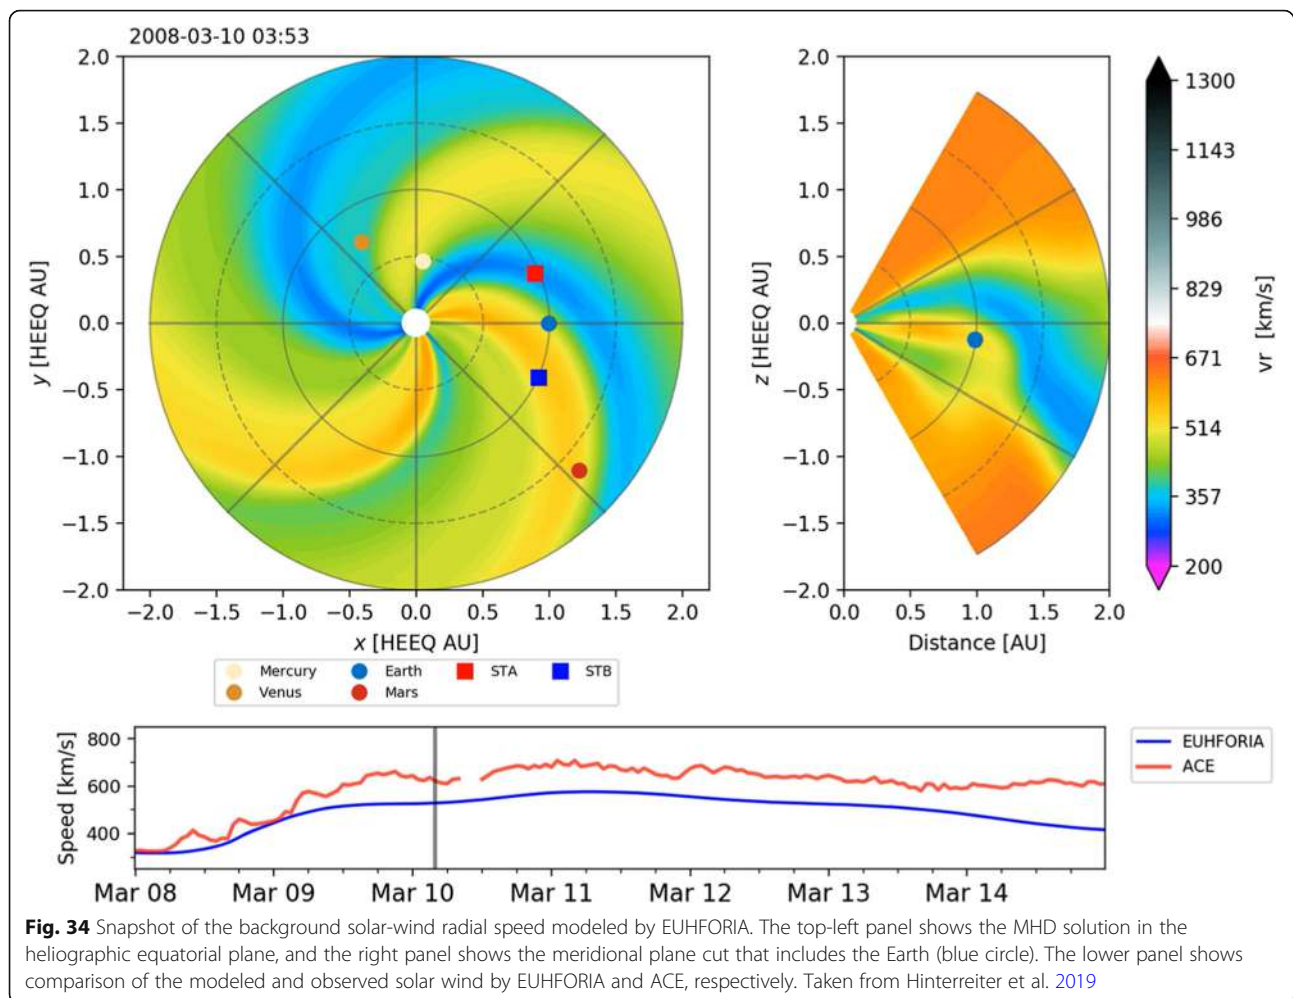 2008-03-10 03:53
2.0
1.5
1.0
0.5
0.0
−0.5
−1.0
−1.5
−2.0
y [HEEQ AU]
−2.0 −1.5 −1.0 −0.5 0.0 0.5 1.0 1.5 2.0
x [HEEQ AU]
2.0
1.5
1.0
0.5
0.0
−0.5
−1.0
−1.5
−2.0
z [HEEQ AU]
0.0 0.5 1.0 1.5 2.0
Distance [AU]
1300
1143
986
829
671
514
357
200
vr [km/s]
Mercury Earth STA STB
Venus Mars
800
600
400
Speed [km/s]
Mar 08 Mar 09 Mar 10 Mar 11 Mar 12 Mar 13 Mar 14
EUHFORIA
ACE
Fig. 34 Snapshot of the background solar-wind radial speed modeled by EUHFORIA. The top-left panel shows the MHD solution in the
heliographic equatorial plane, and the right panel shows the meridional plane cut that includes the Earth (blue circle). The lower panel shows
comparison of the modeled and observed solar wind by EUHFORIA and ACE, respectively. Taken from Hinterreiter et al. 2019